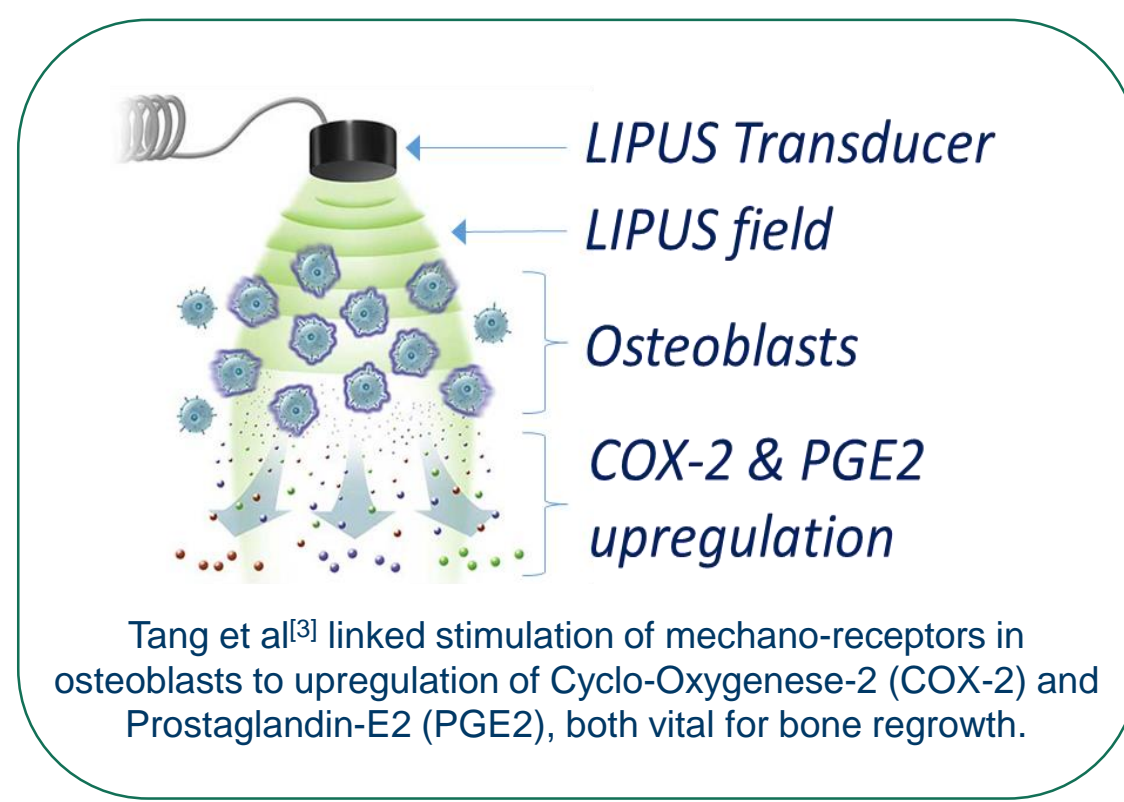 LIPUS Transducer
LIPUS field
Osteoblasts
COX-2 & PGE2
upregulation
Tang et al[3] linked stimulation of mechano-receptors in
osteoblasts to upregulation of Cyclo-Oxygenese-2 (COX-2) and
Prostaglandin-E2 (PGE2), both vital for bone regrowth.